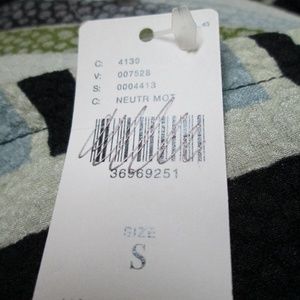 C: 4130
V: 007528
S: 0004413
C: NEUTR MOT
36569251
SIZE
S